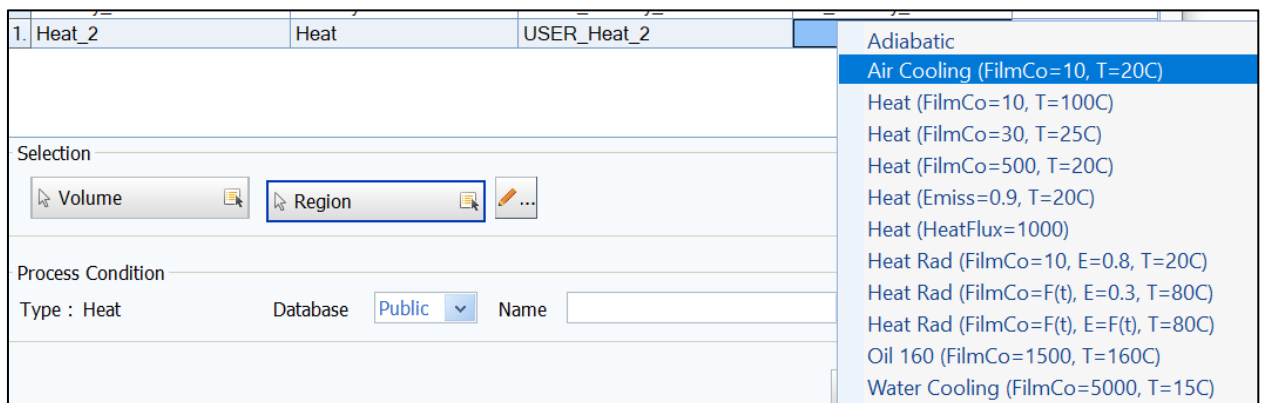 1. Heat_2 Heat USER_Heat_2
Selection
Volume Region ...
Process Condition
Type : Heat Database Public Name
Adiabatic
Air Cooling (FilmCo=10, T=20C)
Heat (FilmCo=10, T=100C)
Heat (FilmCo=30, T=25C)
Heat (FilmCo=500, T=20C)
Heat (Emiss=0.9, T=20C)
Heat (HeatFlux=1000)
Heat Rad (FilmCo=10, E=0.8, T=20C)
Heat Rad (FilmCo=F(t), E=0.3, T=80C)
Heat Rad (FilmCo=F(t), E=F(t), T=80C)
Oil 160 (FilmCo=1500, T=160C)
Water Cooling (FilmCo=5000, T=15C)